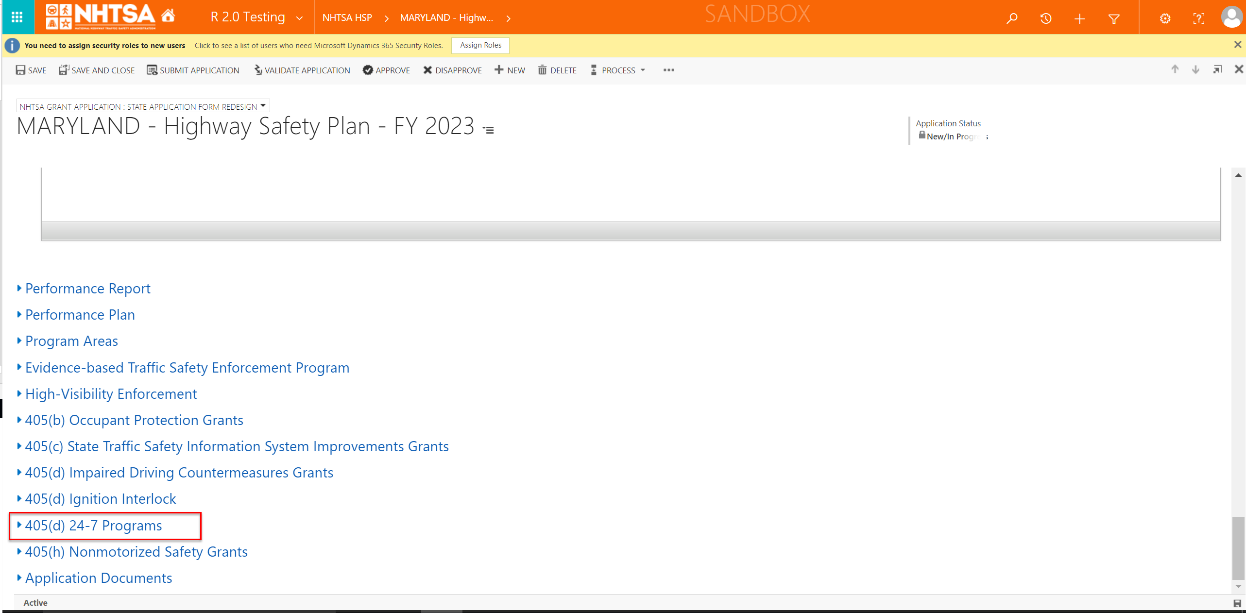 NHTSA
R 2.0 Testing
NHTSA HSP
MARYLAND - Highw...
SANDBOX
You need to assign security roles to new users Click to see a list of users who need Microsoft Dynamics 365 Security Roles. Assign Roles
SAVE SAVE AND CLOSE SUBMIT APPLICATION VALIDATE APPLICATION APPROVE DISAPPROVE NEW DELETE PROCESS ...
NHTSA GRANT APPLICATION : STATE APPLICATION FORM REDESIGN
MARYLAND - Highway Safety Plan - FY 2023
Application Status
New/In Prog
Performance Report
Performance Plan
Program Areas
Evidence-based Traffic Safety Enforcement Program
High-Visibility Enforcement
405(b) Occupant Protection Grants
405(c) State Traffic Safety Information System Improvements Grants
405(d) Impaired Driving Countermeasures Grants
405(d) Ignition Interlock
405(d) 24-7 Programs
405(h) Nonmotorized Safety Grants
Application Documents
Active